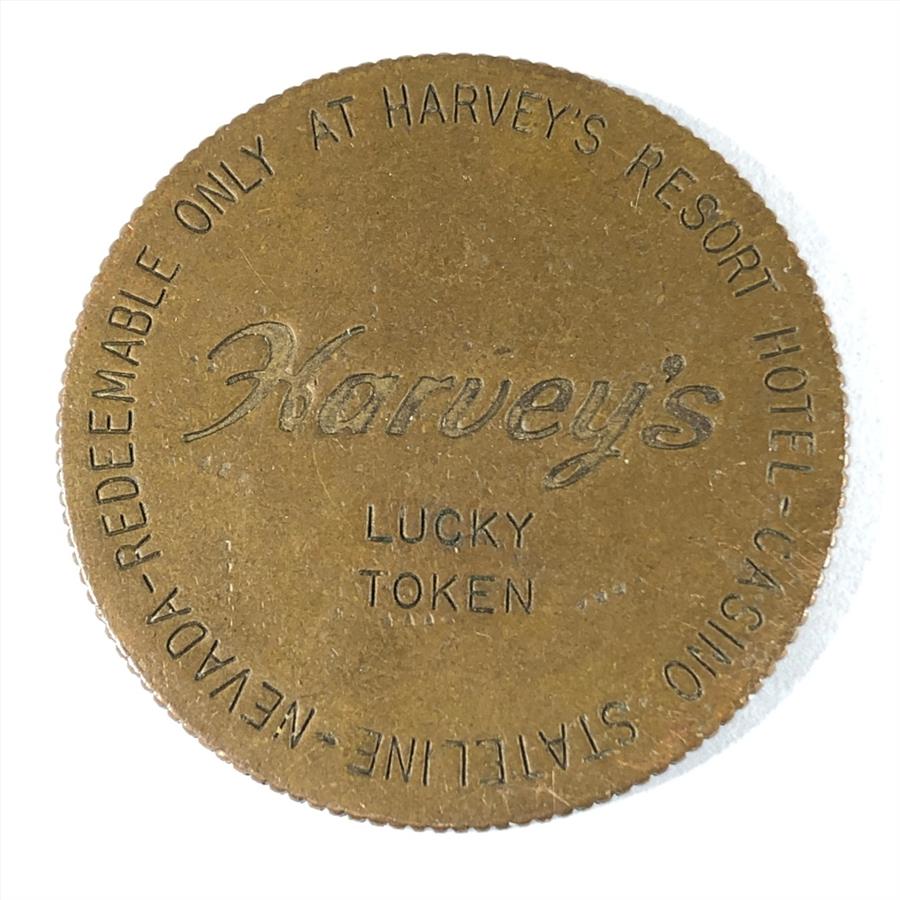 REDEEMABLE ONLY AT HARVEY'S RESORT HOTEL-CASINO STATELINE-NEVADA-
Harvey's
LUCKY
TOKEN